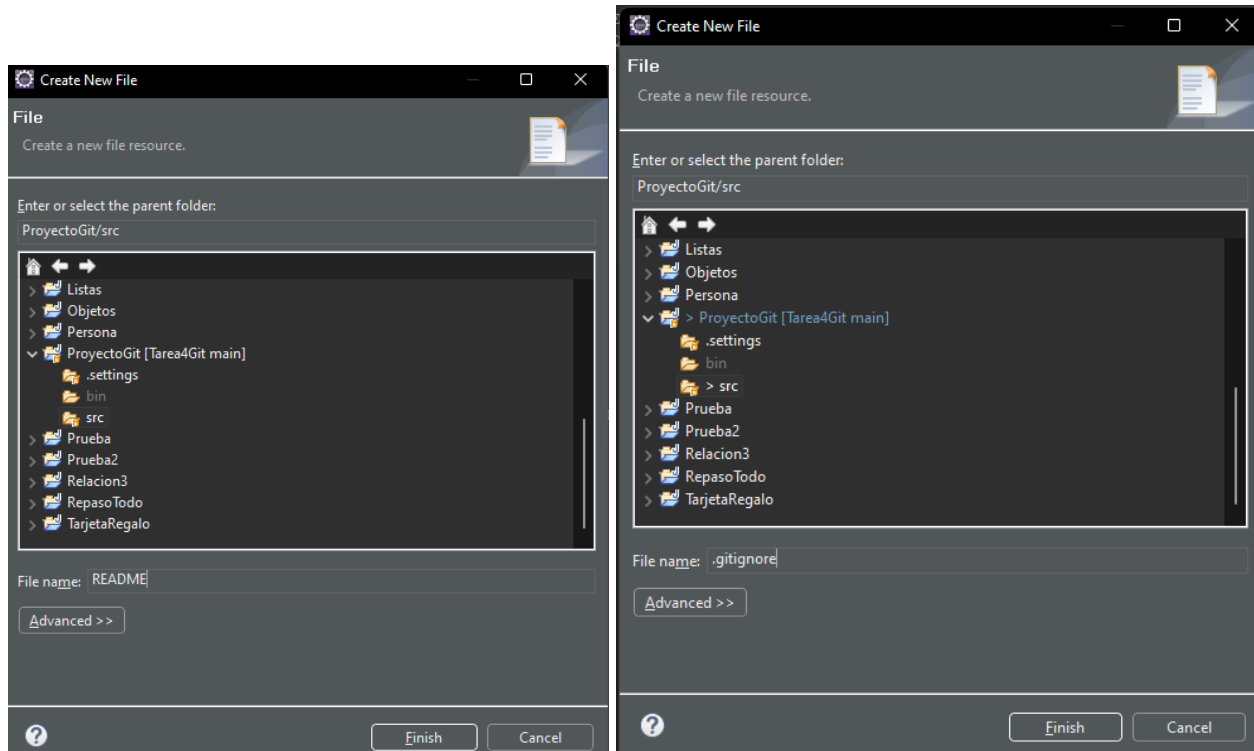 Create New File
File
Create a new file resource.
Enter or select the parent folder:
ProyectoGit/src
Listas
Objetos
Persona
ProyectoGit [Tarea4Git main]
.settings
bin
src
Prueba
Prueba2
Relacion3
RepasoTodo
TarjetaRegalo
File name: README
Advanced >>
Finish Cancel
Create New File
File
Create a new file resource.
Enter or select the parent folder:
ProyectoGit/src
Listas
Objetos
Persona
> ProyectoGit [Tarea4Git main]
.settings
bin
> src
Prueba
Prueba2
Relacion3
RepasoTodo
TarjetaRegalo
File name: .gitignore
Advanced >>
Finish Cancel